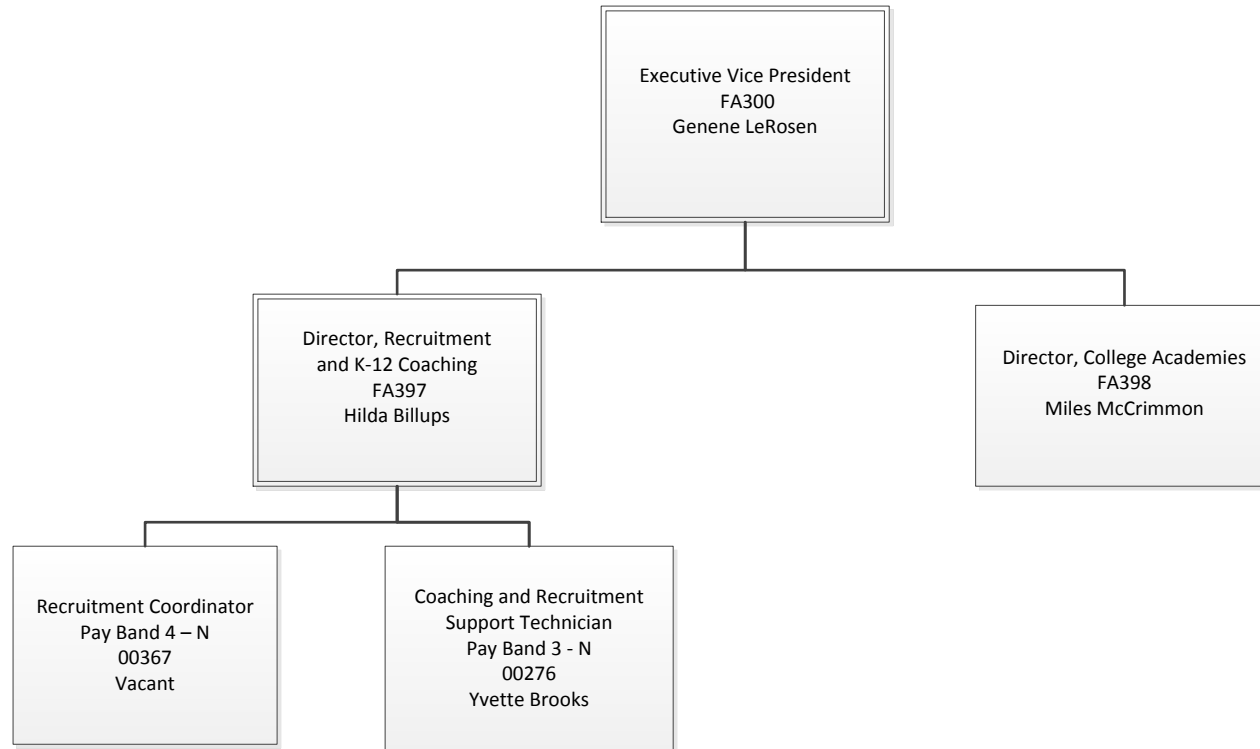 Executive Vice President
FA300
Genene LeRosen
Director, Recruitment
and K-12 Coaching
FA397
Hilda Billups
Director, College Academies
FA398
Miles McCrimmon
Recruitment Coordinator
Pay Band 4 – N
00367
Vacant
Coaching and Recruitment
Support Technician
Pay Band 3 - N
00276
Yvette Brooks